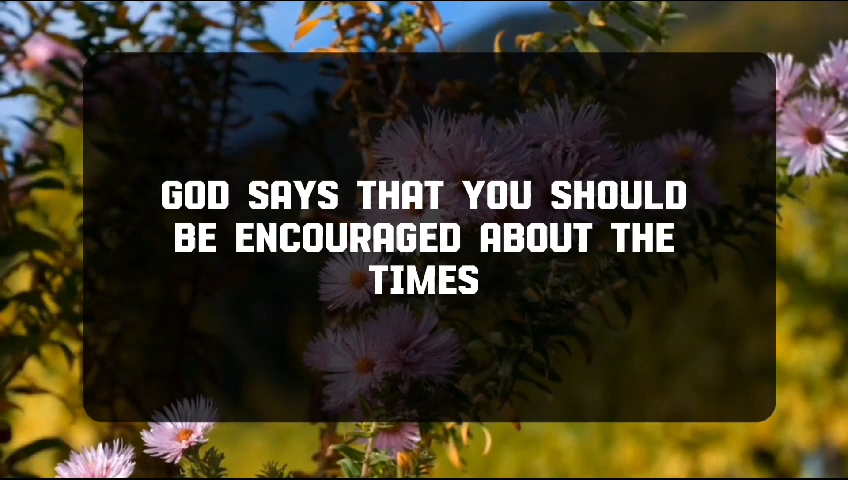 GOD SAYS THAT YOU SHOULD
BE ENCOURAGED ABOUT THE
TIMES